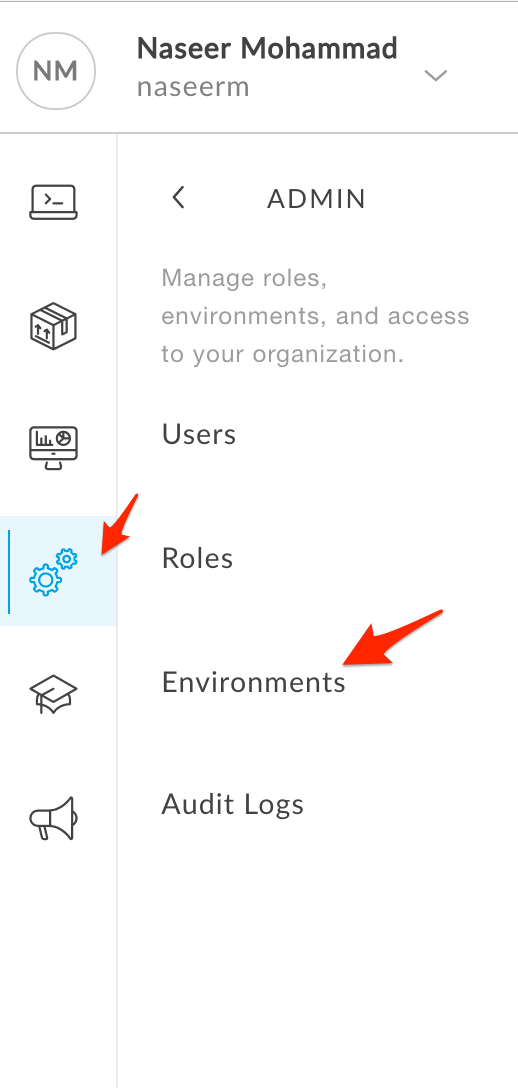 NM
Naseer Mohammad
naseerm
ADMIN
Manage roles,
environments, and access
to your organization.
Users
Roles
Environments
Audit Logs